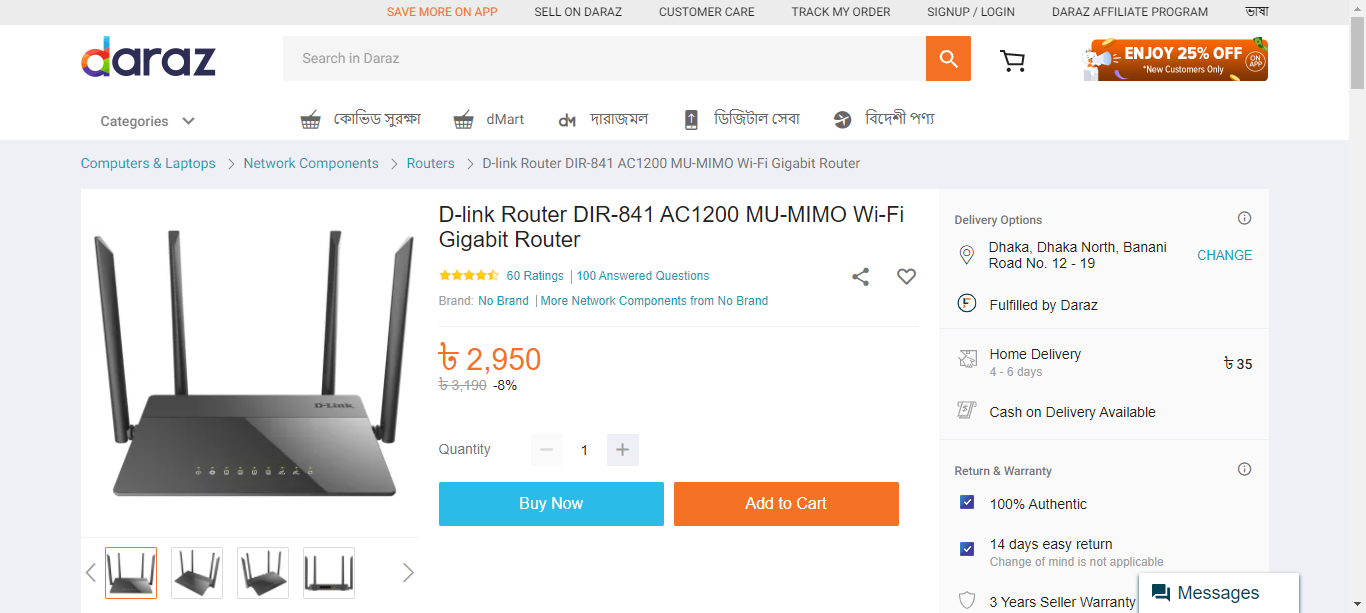 SAVE MORE ON APP SELL ON DARAZ CUSTOMER CARE TRACK MY ORDER SIGNUP / LOGIN DARAZ AFFILIATE PROGRAM ভাষা
daraz
Search in Daraz
ENJOY 25% OFF
*New Customers Only
ON APP
Categories কোভিড সুরক্ষা dMart দারাজমল ডিজিটাল সেবা বিদেশী পণ্য
Computers & Laptops > Network Components > Routers > D-link Router DIR-841 AC1200 MU-MIMO Wi-Fi Gigabit Router
D-Link
D-link Router DIR-841 AC1200 MU-MIMO Wi-Fi
Gigabit Router
60 Ratings | 100 Answered Questions
Brand: No Brand | More Network Components from No Brand
৳ 2,950
৳ 3,190 -8%
Quantity 1
Buy Now Add to Cart
Delivery Options
Dhaka, Dhaka North, Banani
Road No. 12 - 19
CHANGE
Fulfilled by Daraz
Home Delivery
4 - 6 days
৳ 35
Cash on Delivery Available
Return & Warranty
100% Authentic
14 days easy return
Change of mind is not applicable
3 Years Seller Warranty
Messages